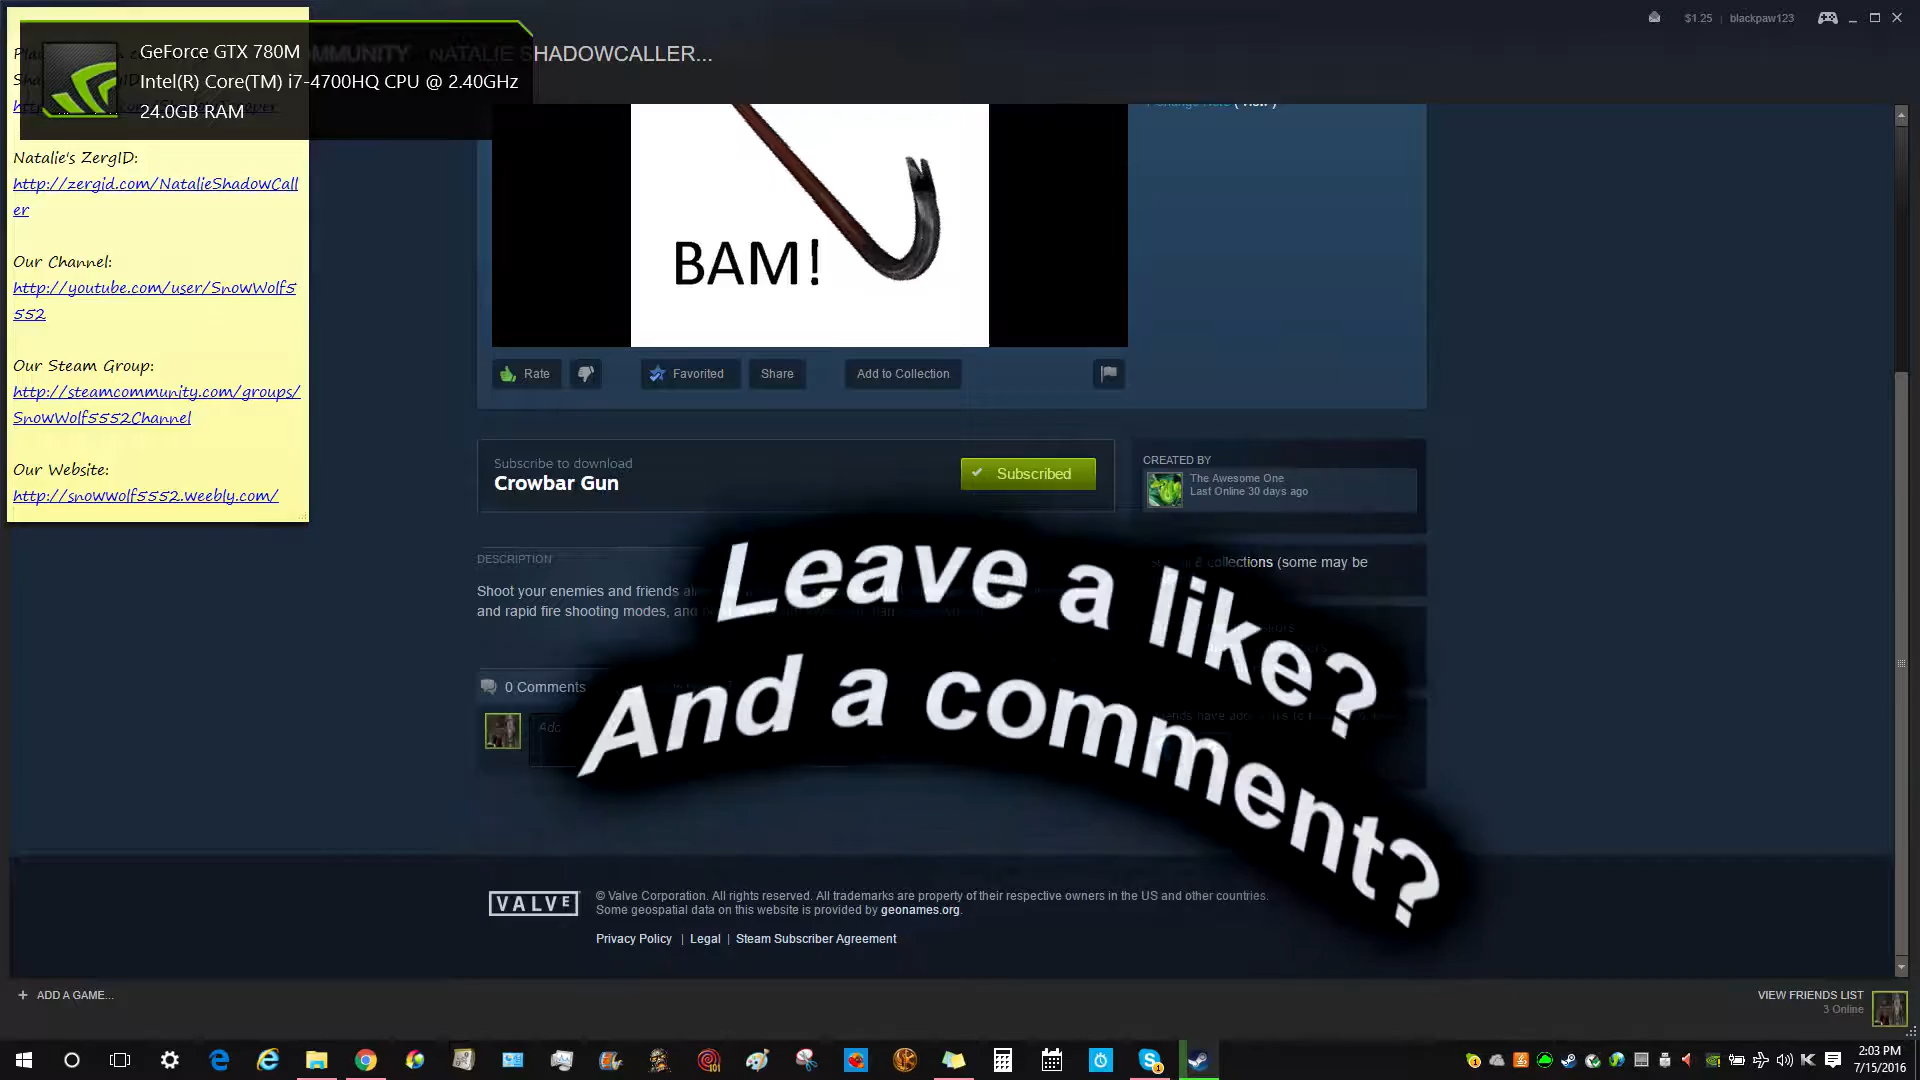 $1.25
blackpaw123
GeForce GTX 780M
Intel(R) Core(TM) i7-4700HQ CPU @ 2.40GHz
24.0GB RAM
COMMUNITY
NATALIE SHADOWCALLER...
Natalie's ZergID:
http://zergid.com/NatalieShadowCall
er
Our Channel:
http://youtube.com/user/SnowWolf5
552
Our Steam Group:
http://steamcommunity.com/groups/
SnowWolf5552Channel
Our Website:
http://snowwolf5552.weebly.com/
BAM!
Rate
Favorited
Share
Add to Collection
Subscribe to download
Crowbar Gun
Subscribed
CREATED BY
The Awesome One
Last Online 30 days ago
DESCRIPTION
Shoot your enemies and friends
and rapid fire shooting modes, and
collections (some may be
0 Comments
Leave a like?
And a comment?
VALVE
© Valve Corporation. All rights reserved. All trademarks are property of their respective owners in the US and other countries.
Some geospatial data on this website is provided by geonames.org.
Privacy Policy | Legal | Steam Subscriber Agreement
+ ADD A GAME...
VIEW FRIENDS LIST
3 Online
2:03 PM
7/15/2016